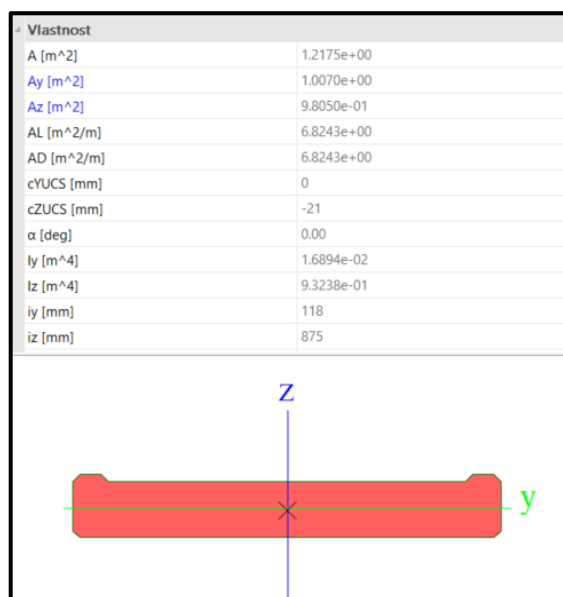 Vlastnost
A [m^2] 1.2175e+00
Ay [m^2] 1.0070e+00
Az [m^2] 9.8050e-01
AL [m^2/m] 6.8243e+00
AD [m^2/m] 6.8243e+00
cYUCS [mm] 0
cZUCS [mm] -21
α [deg] 0.00
Iy [m^4] 1.6894e-02
Iz [m^4] 9.3238e-01
iy [mm] 118
iz [mm] 875
Z
y